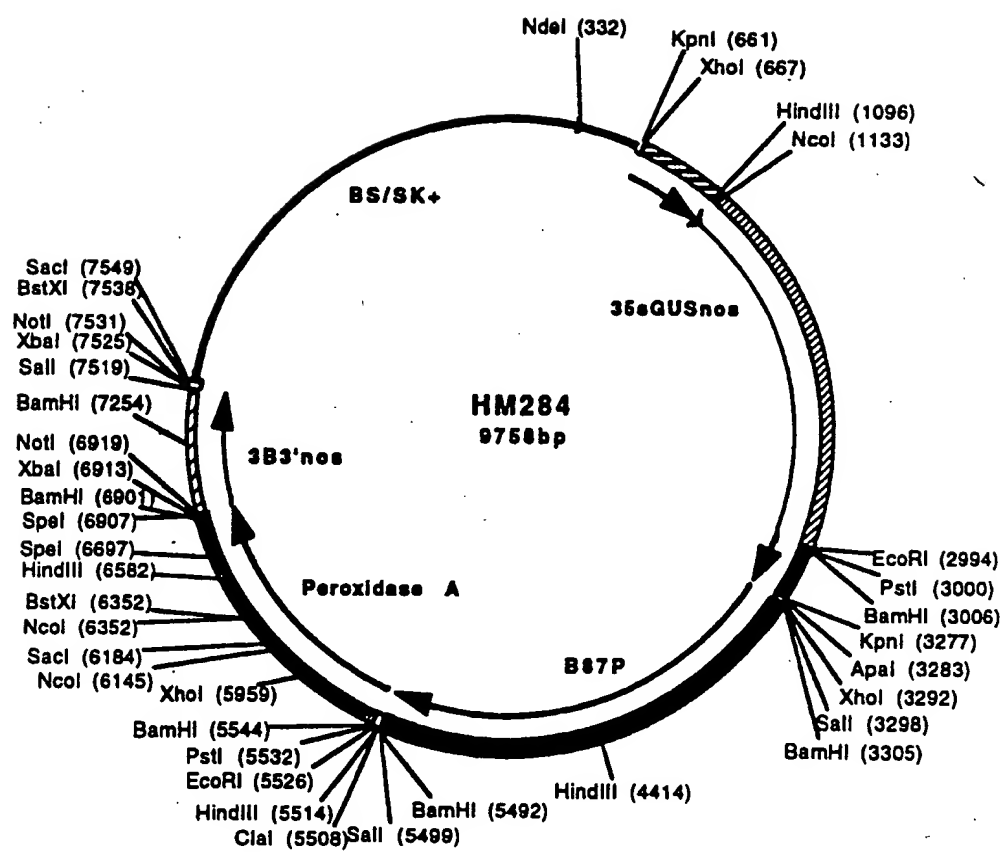 NdeI (332)
KpnI (661)
XhoI (667)
HindIII (1096)
NcoI (1133)
BS/SK+
35sGUSnos
HM284
9758bp
SacI (7549)
BstXI (7538)
NotI (7531)
XbaI (7525)
SalI (7519)
BamHI (7254)
NotI (6919)
XbaI (6913)
BamHI (6901)
SpeI (6907)
SpeI (6697)
HindIII (6582)
BstXI (6352)
NcoI (6352)
SacI (6184)
NcoI (6145)
XhoI (5959)
BamHI (5544)
PstI (5532)
EcoRI (5526)
HindIII (5514)
ClaI (5508)
SalI (5499)
BamHI (5492)
HindIII (4414)
3B3'nos
Peroxidase A
B87P
EcoRI (2994)
PstI (3000)
BamHI (3006)
KpnI (3277)
ApaI (3283)
XhoI (3292)
SalI (3298)
BamHI (3305)